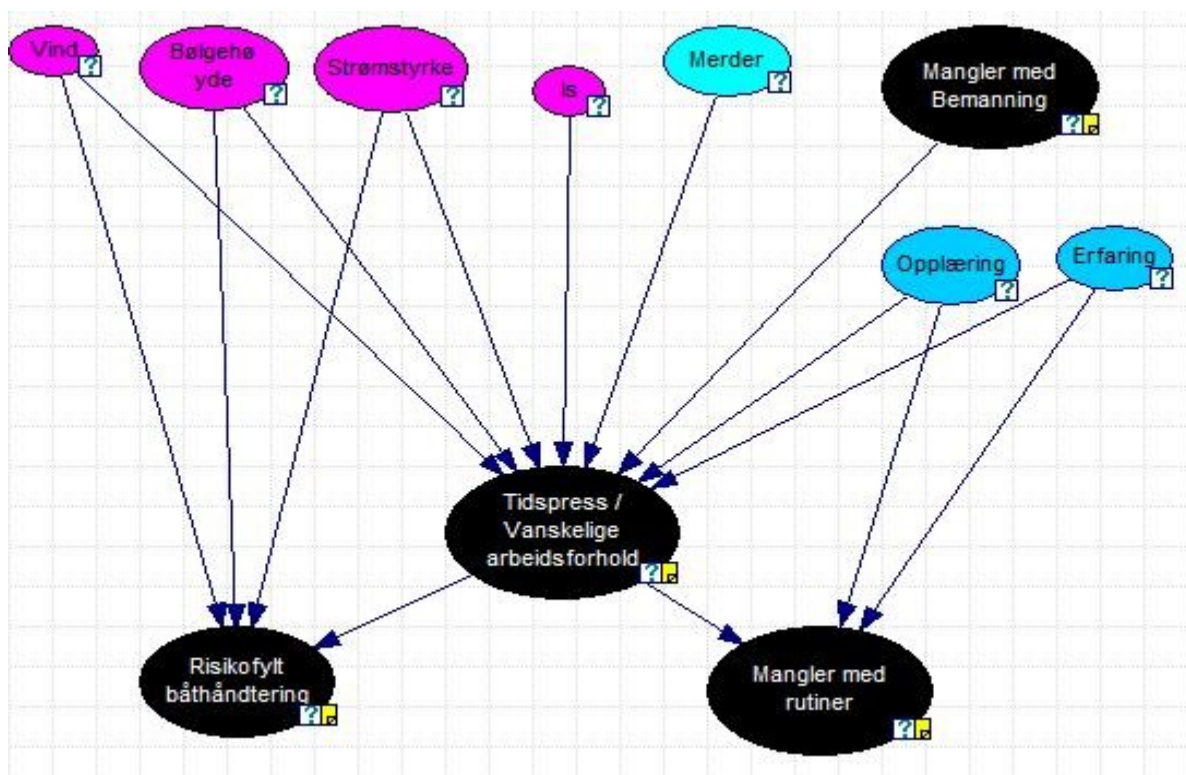 Vind
Bølgehø
yde
Strømstyrke
Is
Merder
Mangler med
Bemanning
Opplæring
Erfaring
Tidspress /
Vanskelige
arbeidsforhold
Risikofylt
båthåndtering
Mangler med
rutiner